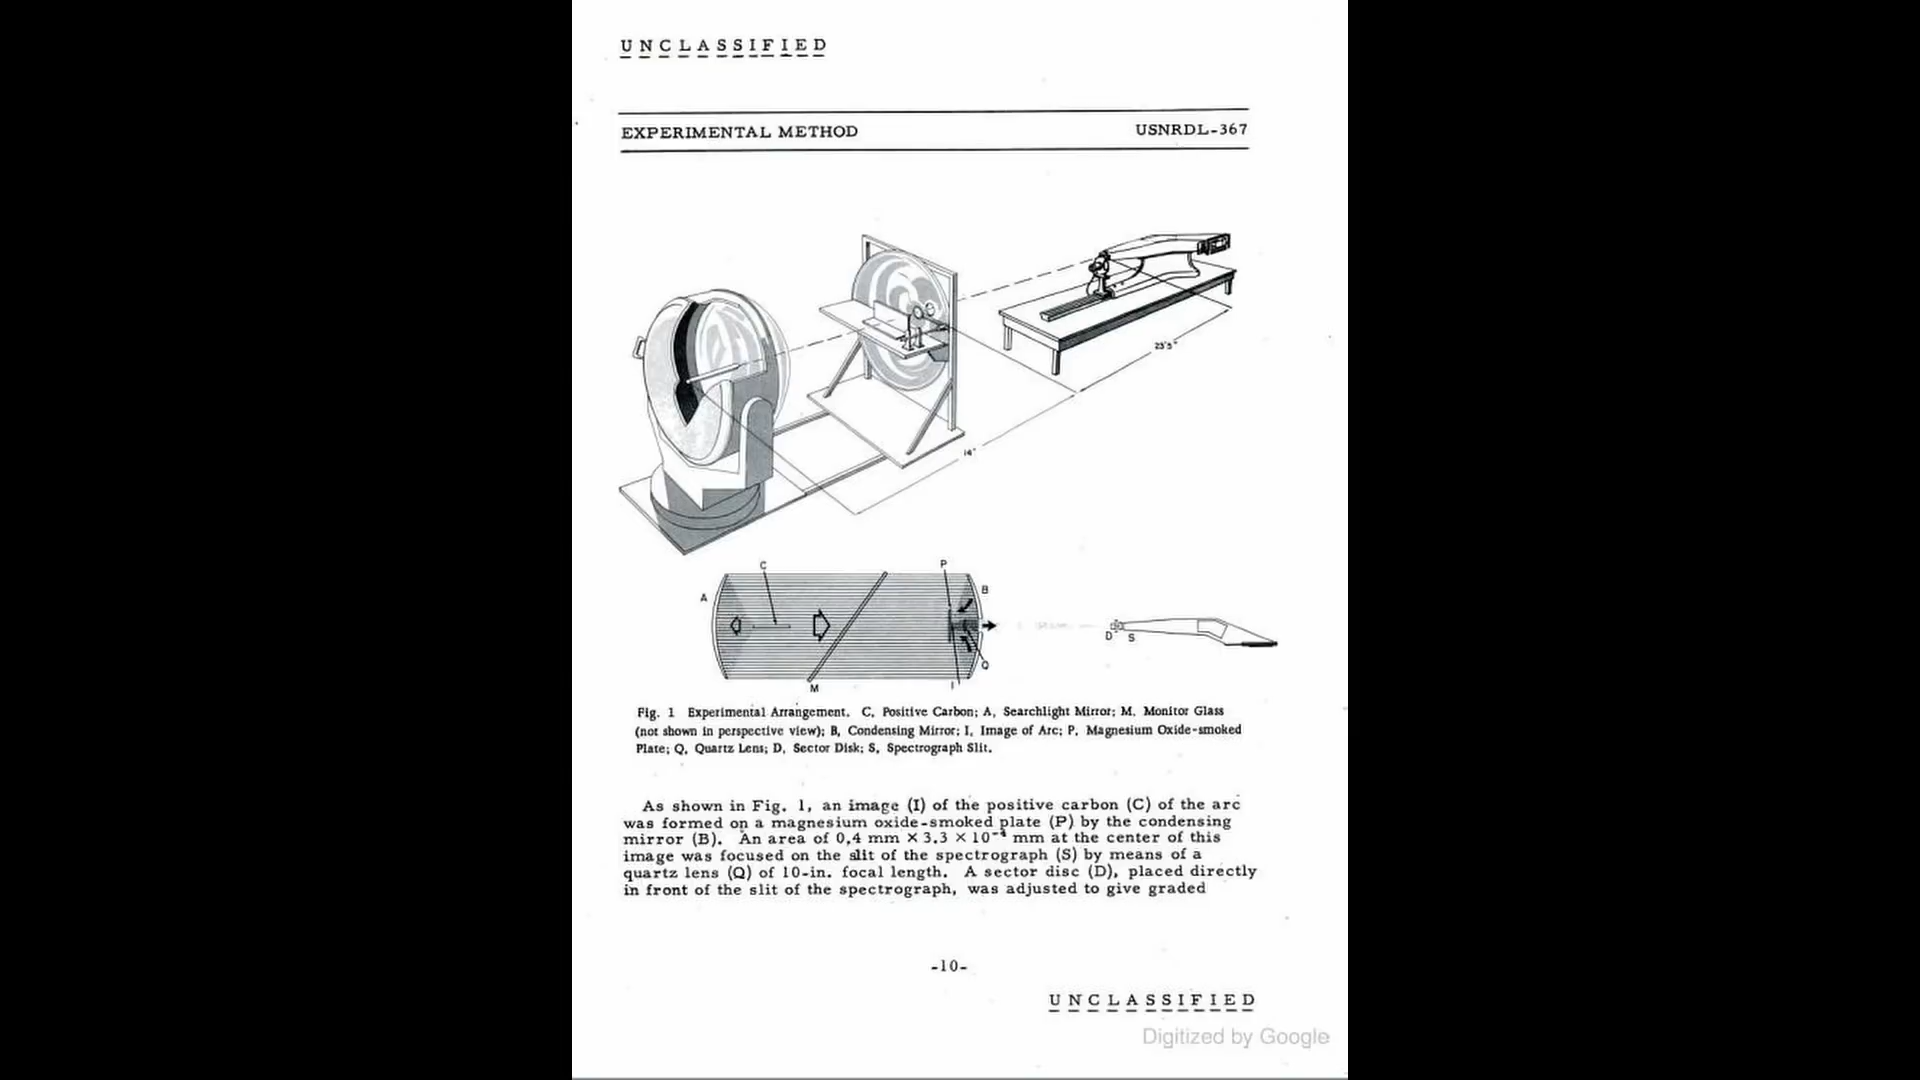 UNCLASSIFIED
EXPERIMENTAL METHOD USNRDL-367
23'5"
14'
C P
A B
D S
Q
M I
Fig. 1 Experimental Arrangement. C, Positive Carbon; A, Searchlight Mirror; M, Monitor Glass
(not shown in perspective view); B, Condensing Mirror; I, Image of Arc; P, Magnesium Oxide-smoked
Plate; Q, Quartz Lens; D, Sector Disk; S, Spectrograph Slit.
As shown in Fig. 1, an image (I) of the positive carbon (C) of the arc
was formed on a magnesium oxide-smoked plate (P) by the condensing
mirror (B). An area of 0.4 mm × 3.3 × 10⁻⁴ mm at the center of this
image was focused on the slit of the spectrograph (S) by means of a
quartz lens (Q) of 10-in. focal length. A sector disc (D), placed directly
in front of the slit of the spectrograph, was adjusted to give graded
-10-
UNCLASSIFIED
Digitized by Google